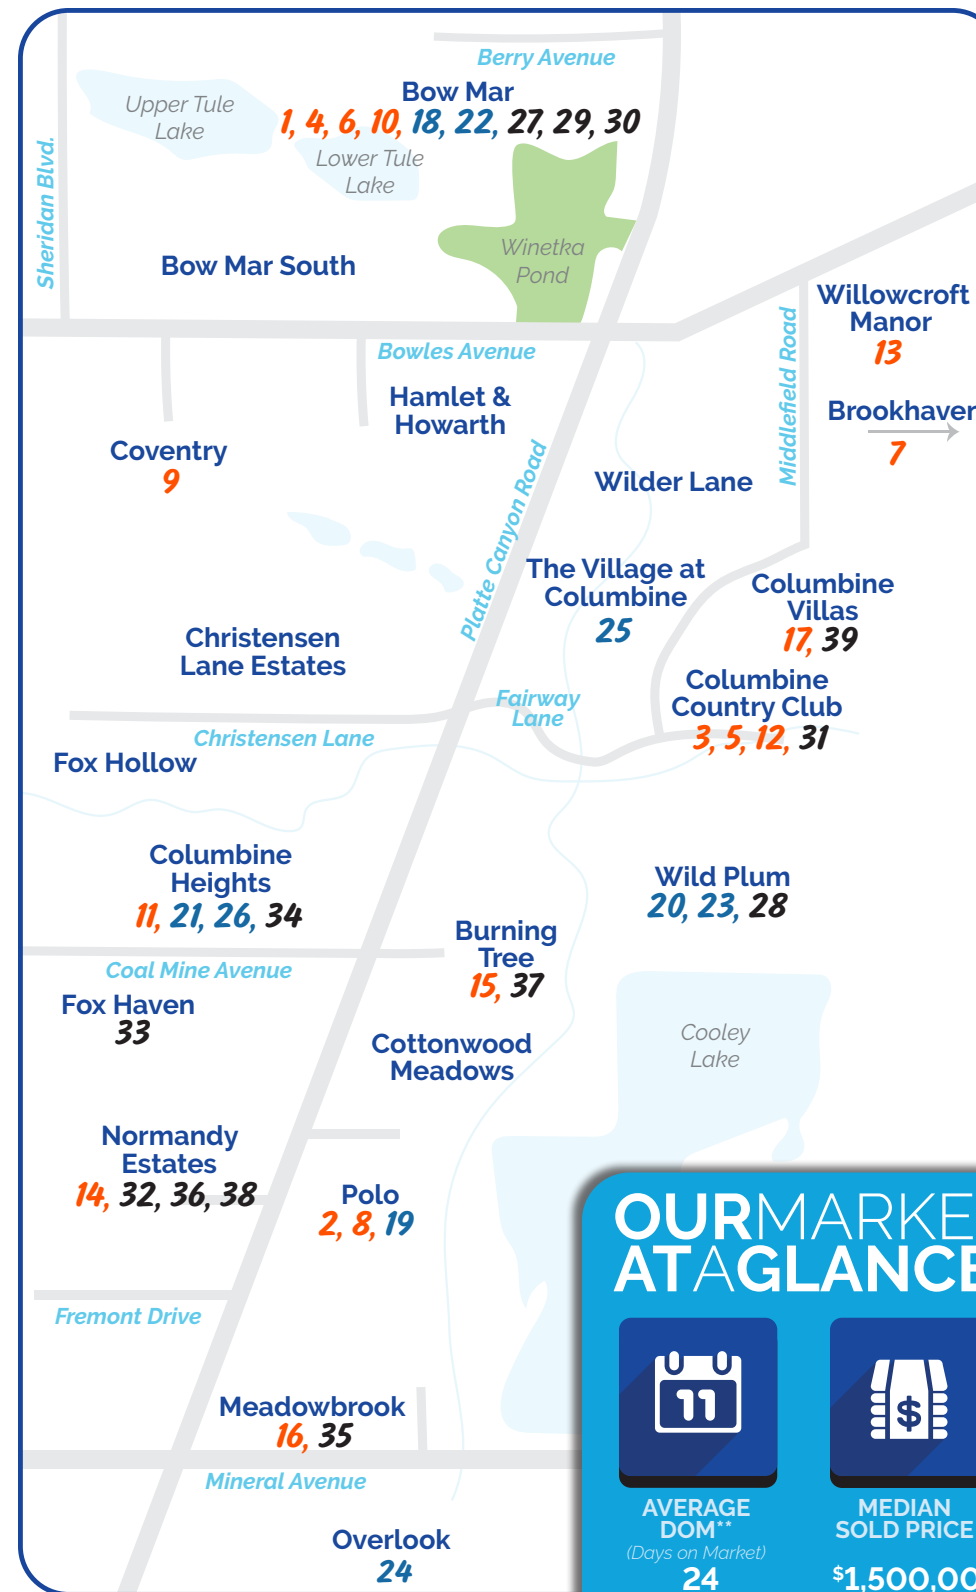 Berry Avenue
Bow Mar
1, 4, 6, 10, 18, 22, 27, 29, 30
Upper Tule
Lake
Lower Tule
Lake
Sheridan Blvd.
Winetka
Pond
Bow Mar South
Willowcroft
Manor
13
Bowles Avenue
Middlefield Road
Hamlet &
Howarth
Brookhaven
7
Coventry
9
Platte Canyon Road
Wilder Lane
The Village at
Columbine
25
Columbine
Villas
17, 39
Christensen
Lane Estates
Columbine
Country Club
3, 5, 12, 31
Fairway
Lane
Christensen Lane
Fox Hollow
Columbine
Heights
11, 21, 26, 34
Wild Plum
20, 23, 28
Burning
Tree
15, 37
Coal Mine Avenue
Fox Haven
33
Cottonwood
Meadows
Cooley
Lake
Normandy
Estates
14, 32, 36, 38
Polo
2, 8, 19
Fremont Drive
Meadowbrook
16, 35
Mineral Avenue
Overlook
24
OURMARKE
ATAGLANCE
11
$
AVERAGE
DOM**
(Days on Market)
24
MEDIAN
SOLD PRICE
$1,500,00